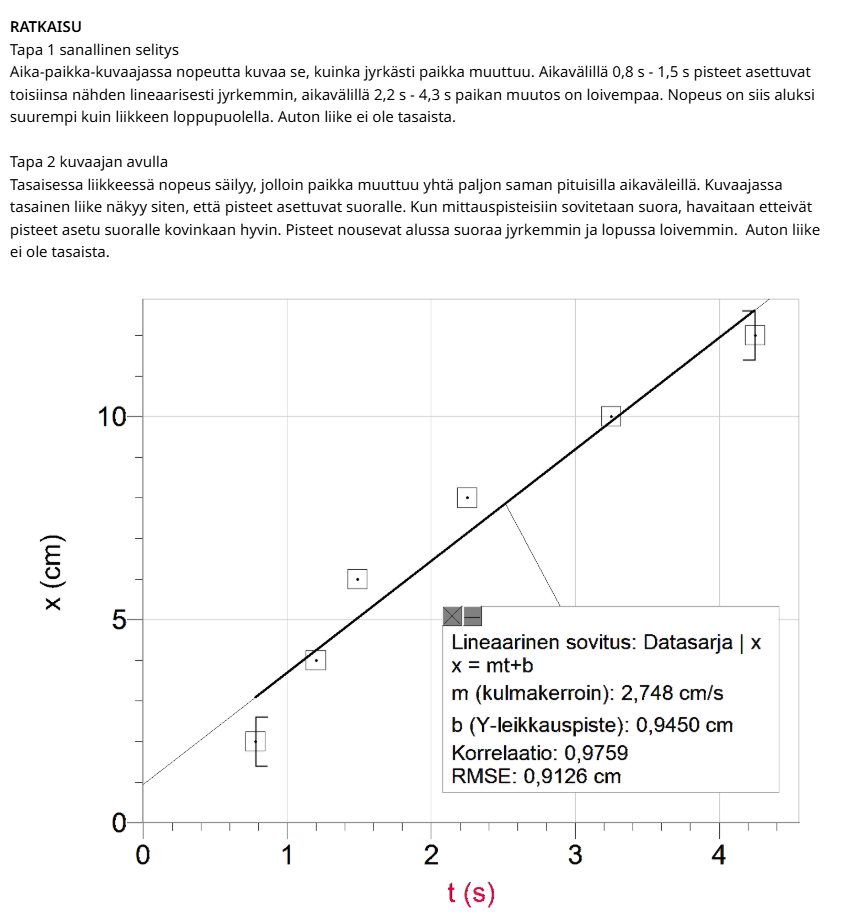 RATKAISU
Tapa 1 sanallinen selitys
Aika-paikka-kuvaajassa nopeutta kuvaa se, kuinka jyrkästi paikka muuttuu. Aikavälillä 0,8 s - 1,5 s pisteet asettuvat
toisiinsa nähden lineaarisesti jyrkemmin, aikavälillä 2,2 s - 4,3 s paikan muutos on loivempaa. Nopeus on siis aluksi
suurempi kuin liikkeen loppupuolella. Auton liike ei ole tasaista.
Tapa 2 kuvaajan avulla
Tasaisessa liikkeessä nopeus säilyy, jolloin paikka muuttuu yhtä paljon saman pituisilla aikaväleillä. Kuvaajassa
tasainen liike näkyy siten, että pisteet asettuvat suoralle. Kun mittauspisteisiin sovitetaan suora, havaitaan etteivät
pisteet asetu suoralle kovinkaan hyvin. Pisteet nousevat alussa suoraa jyrkemmin ja lopussa loivemmin. Auton liike
ei ole tasaista.
10
x (cm)
5
Lineaarinen sovitus: Datasarja | x
x = mt+b
m (kulmakerroin): 2,748 cm/s
b (Y-leikkauspiste): 0,9450 cm
Korrelaatio: 0,9759
RMSE: 0,9126 cm
0
0 1 2 3 4
t (s)